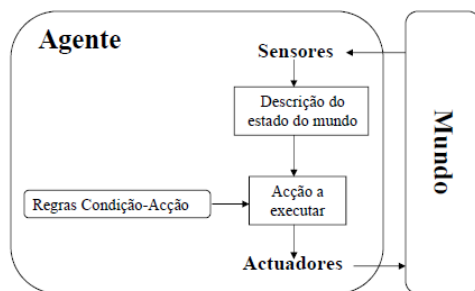 Agente
Sensores
Descrição do
estado do mundo
Regras Condição-Acção
Acção a
executar
Actuadores
Mundo